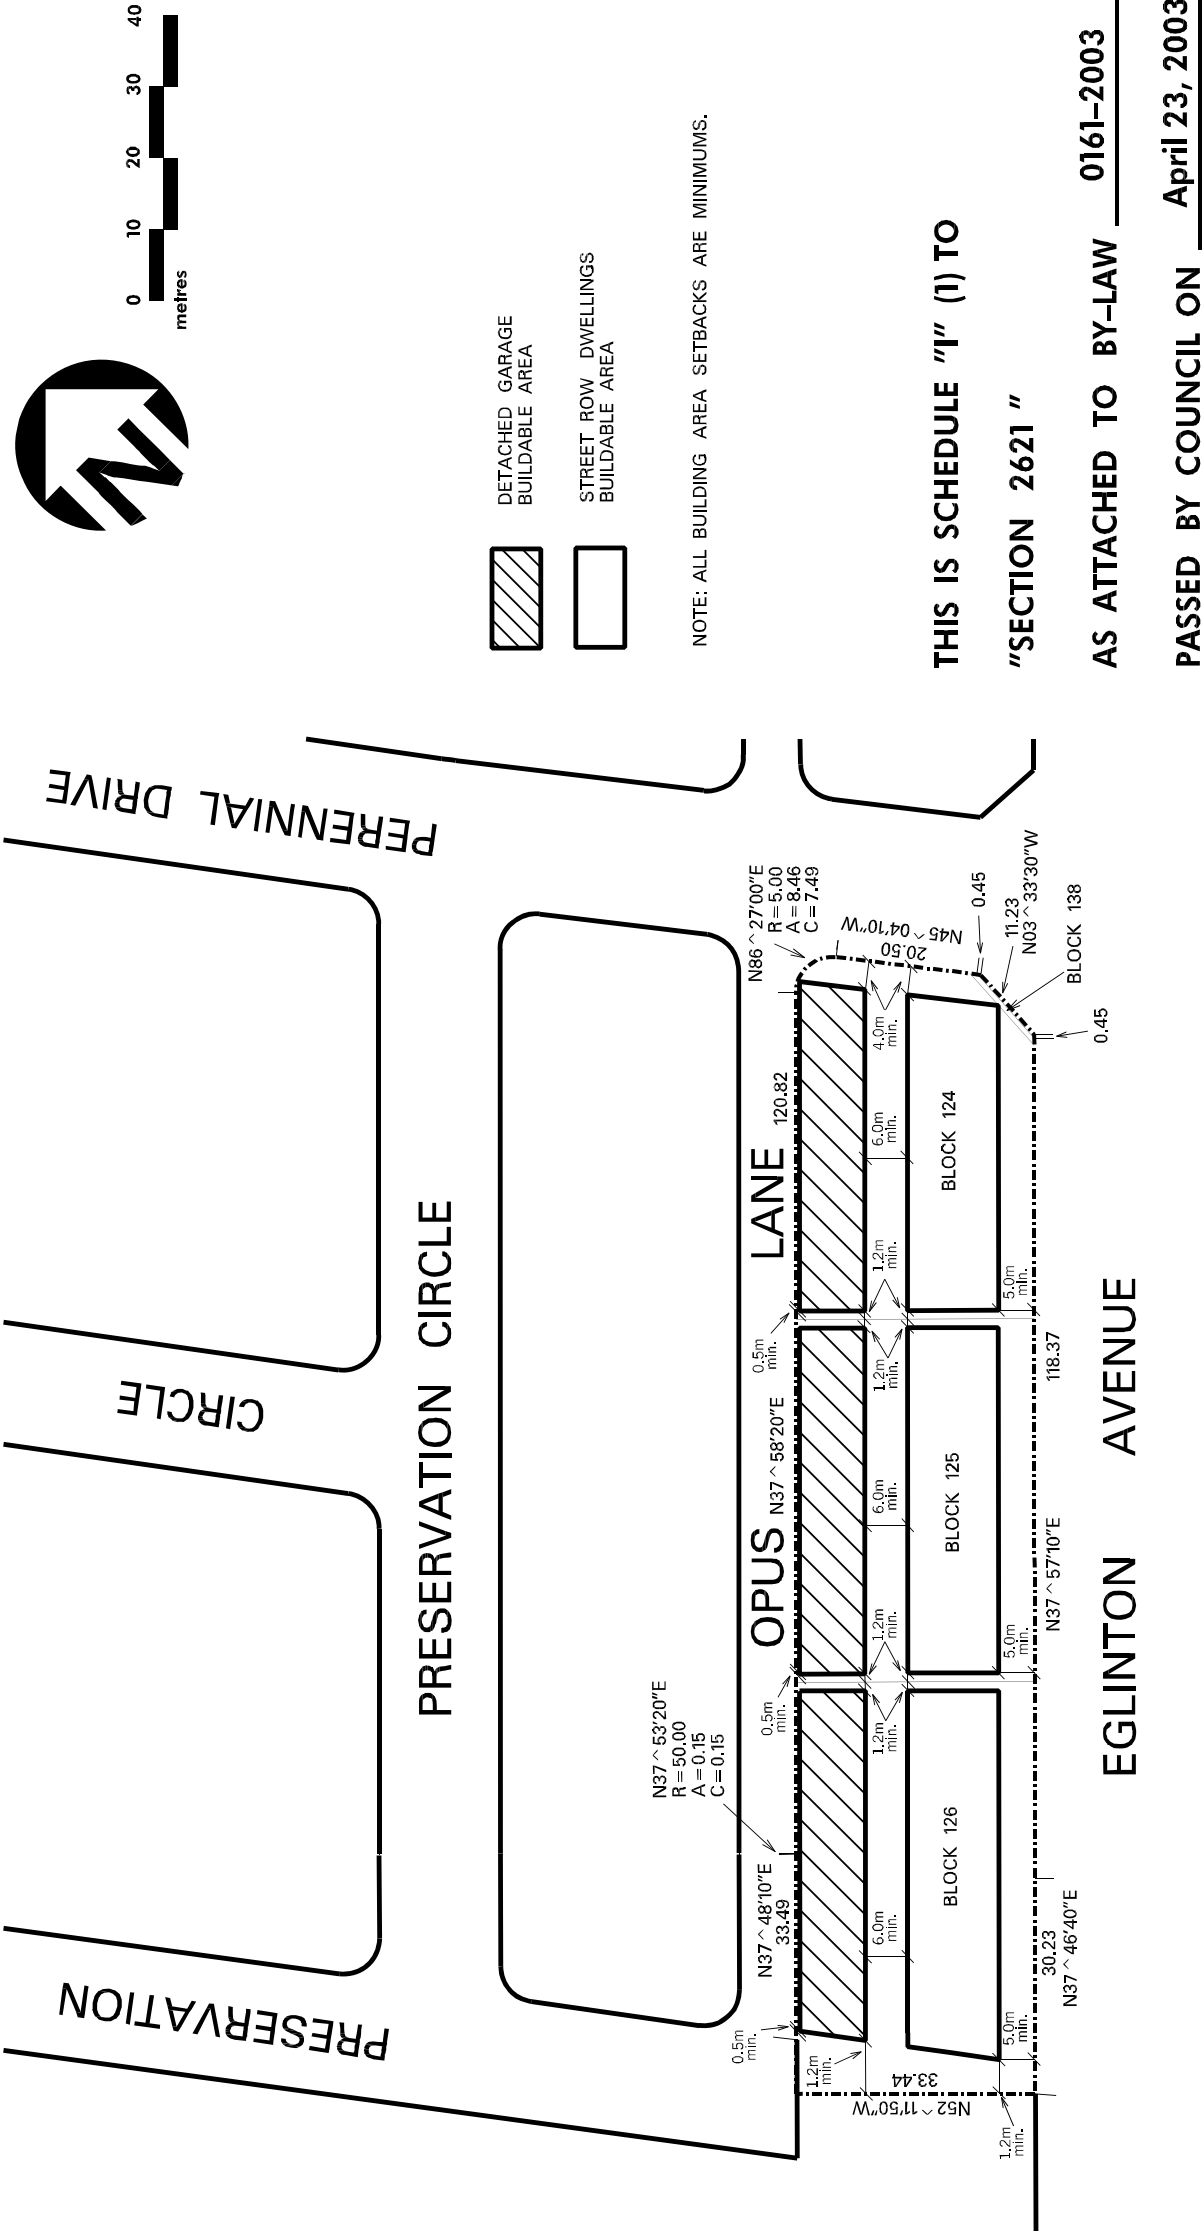 PERENNIAL DRIVE
CIRCLE
PRESERVATION
PRESERVATION CIRCLE
OPUS LANE
EGLINTON AVENUE
N37^53'20"E
R=50.00
A=0.15
C=0.15
N37^48'10"E
33.49
N37^58'20"E
120.82
N86^27'00"E
R=5.00
A=8.46
C=7.49
N45^04'10"W
20.50
0.45
11.23
N03^33'30"W
BLOCK 138
0.45
0.5m
min.
0.5m
min.
0.5m
min.
1.2m
min.
1.2m
min.
1.2m
min.
1.2m
min.
1.2m
min.
4.0m
min.
6.0m
min.
6.0m
min.
6.0m
min.
BLOCK 126
BLOCK 125
BLOCK 124
5.0m
min.
5.0m
min.
5.0m
min.
33.44
N52^11'50"W
1.2m
min.
30.23
N37^46'40"E
N37^57'10"E
118.37
N
0 10 20 30 40
metres
DETACHED GARAGE
BUILDABLE AREA
STREET ROW DWELLINGS
BUILDABLE AREA
NOTE: ALL BUILDING AREA SETBACKS ARE MINIMUMS.
THIS IS SCHEDULE "I" (1) TO
"SECTION 2621 "
AS ATTACHED TO BY-LAW 0161-2003
PASSED BY COUNCIL ON April 23, 2003